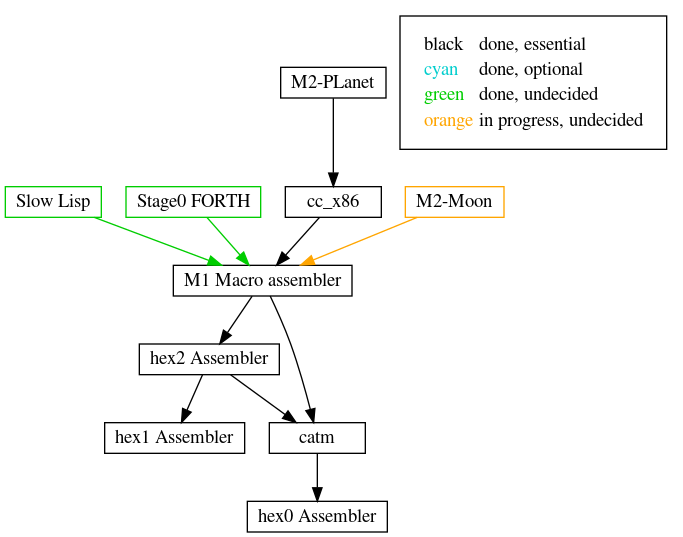 black done, essential
cyan done, optional
green done, undecided
orange in progress, undecided
M2-PLanet
Slow Lisp
Stage0 FORTH
cc_x86
M2-Moon
M1 Macro assembler
hex2 Assembler
hex1 Assembler
catm
hex0 Assembler